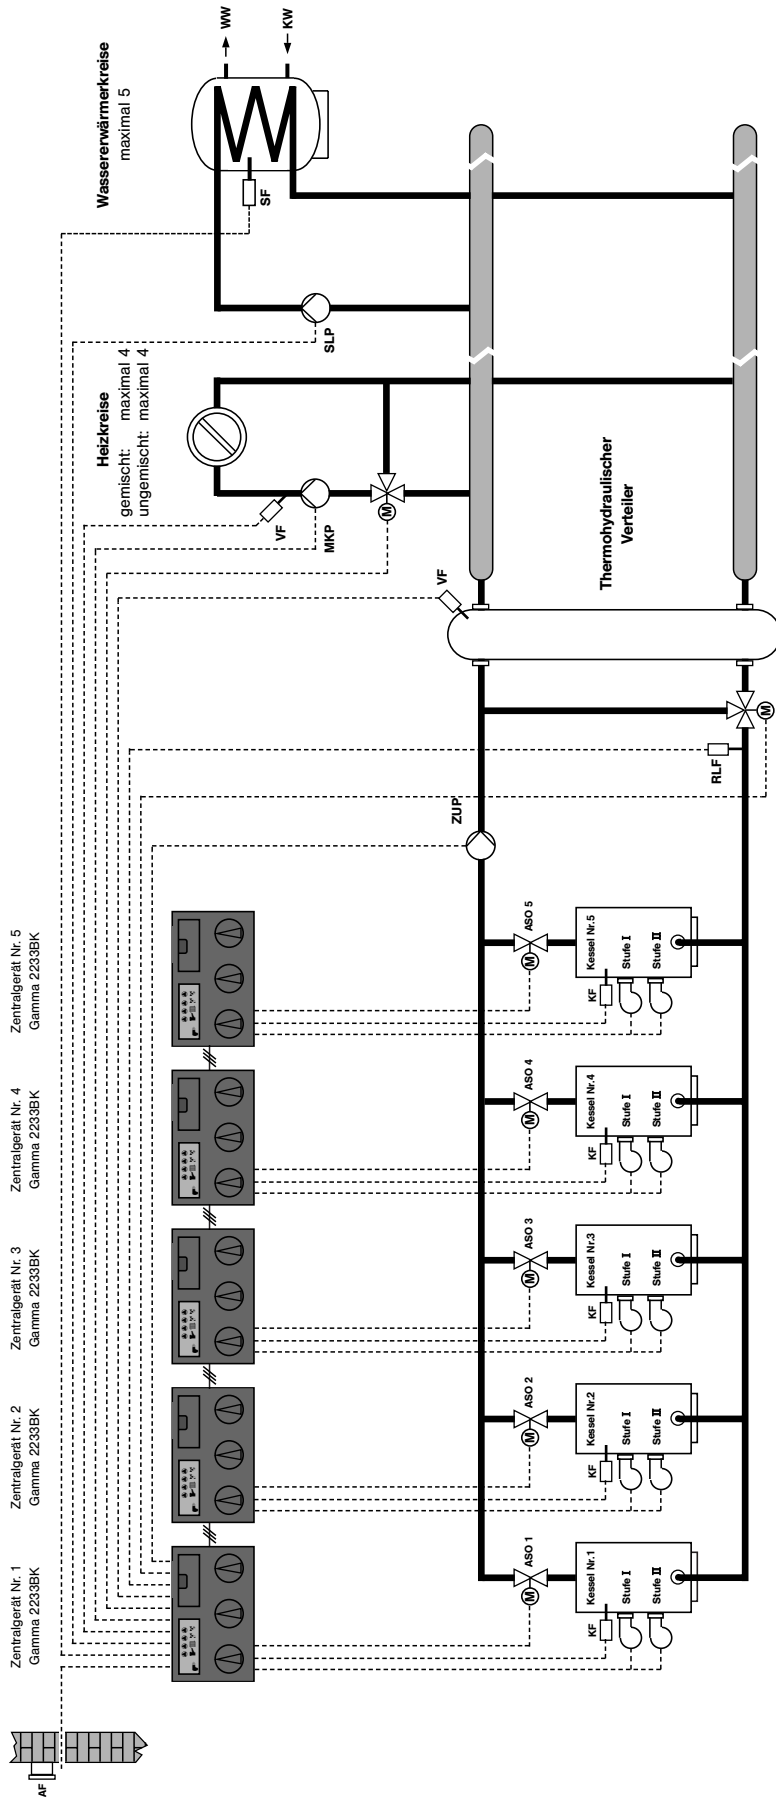 AF
Zentralgerät Nr. 1
Gamma 2233BK
Zentralgerät Nr. 2
Gamma 2233BK
Zentralgerät Nr. 3
Gamma 2233BK
Zentralgerät Nr. 4
Gamma 2233BK
Zentralgerät Nr. 5
Gamma 2233BK
Heizkreise
gemischt: maximal 4
ungemischt: maximal 4
Wassererwärmerkreise
maximal 5
WW
KW
SF
SLP
VF
MKP
M
VF
Thermohydraulischer
Verteiler
ZUP
RLF
M
ASO 1
M
KF
Kessel Nr.1
Stufe I
Stufe II
ASO 2
M
KF
Kessel Nr.2
Stufe I
Stufe II
ASO 3
M
KF
Kessel Nr.3
Stufe I
Stufe II
ASO 4
M
KF
Kessel Nr.4
Stufe I
Stufe II
ASO 5
M
KF
Kessel Nr.5
Stufe I
Stufe II